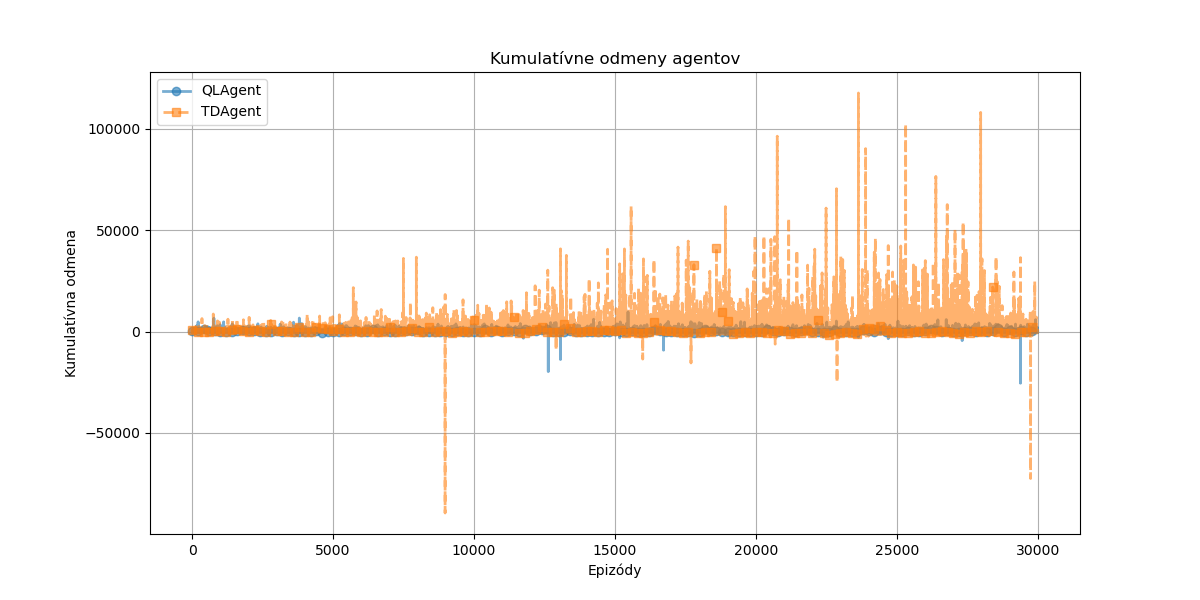 Kumulatívne odmeny agentov
QLAgent
TDAgent
100000
50000
0
−50000
Kumulatívna odmena
0 5000 10000 15000 20000 25000 30000
Epizódy